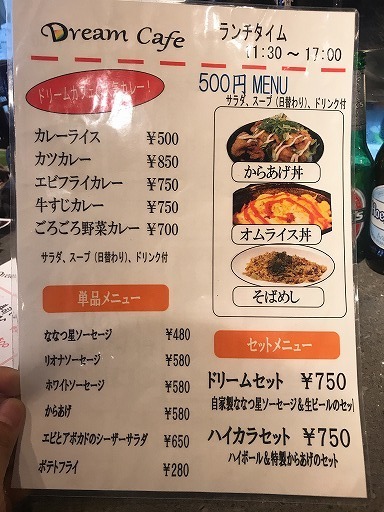 Dream Cafe
ランチタイム
11:30～17:00
ドリームカフェの
カレー！
カレーライス ￥500
カツカレー ￥850
エビフライカレー ￥750
牛すじカレー ￥750
ごろごろ野菜カレー ￥700
サラダ、スープ（日替わり）、ドリンク付
500円 MENU
サラダ、スープ（日替わり）、ドリンク付
からあげ丼
オムライス丼
そばめし
単品メニュー
ななつ星ソーセージ ￥480
リオナソーセージ ￥580
ホワイトソーセージ ￥580
からあげ ￥580
エビとアボカドのシーザーサラダ ￥650
ポテトフライ ￥280
セットメニュー
ドリームセット ￥750
自家製ななつ星ソーセージ＆生ビールのセット
ハイカラセット ￥750
ハイボール＆特製からあげのセット